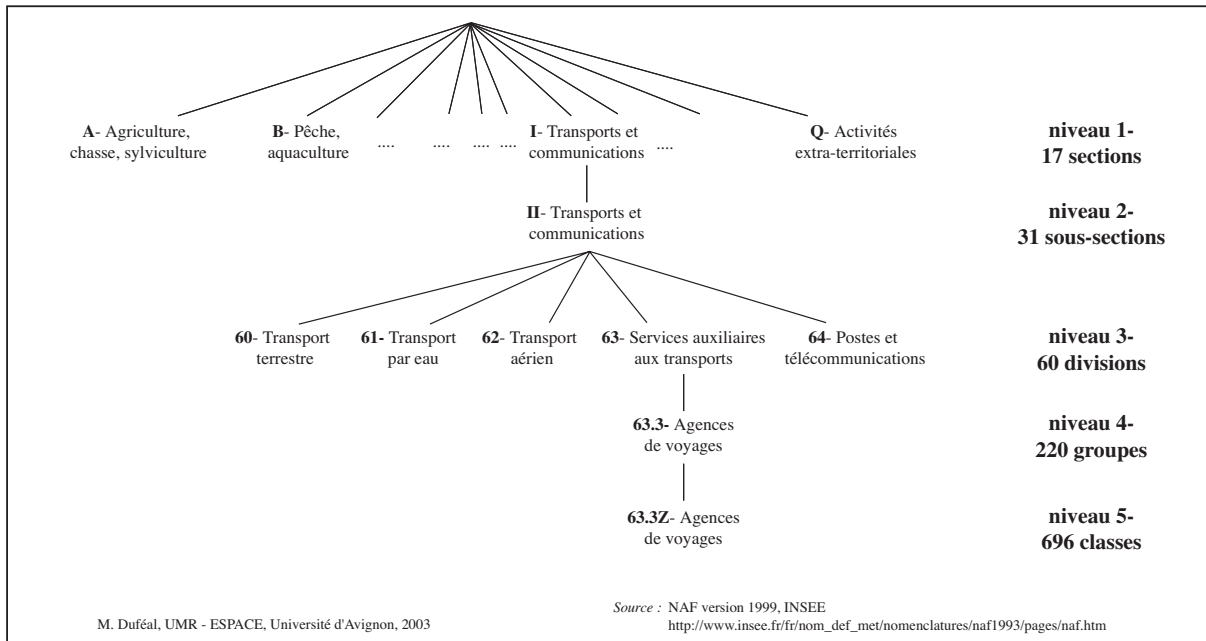 A- Agriculture,
chasse, sylviculture
B- Pêche,
aquaculture
....
....
....
....
I- Transports et
communications
....
Q- Activités
extra-territoriales
niveau 1-
17 sections
II- Transports et
communications
niveau 2-
31 sous-sections
60- Transport
terrestre
61- Transport
par eau
62- Transport
aérien
63- Services auxiliaires
aux transports
64- Postes et
télécommunications
niveau 3-
60 divisions
63.3- Agences
de voyages
niveau 4-
220 groupes
63.3Z- Agences
de voyages
niveau 5-
696 classes
M. Duféal, UMR - ESPACE, Université d'Avignon, 2003
Source : NAF version 1999, INSEE
http://www.insee.fr/fr/nom_def_met/nomenclatures/naf1993/pages/naf.htm